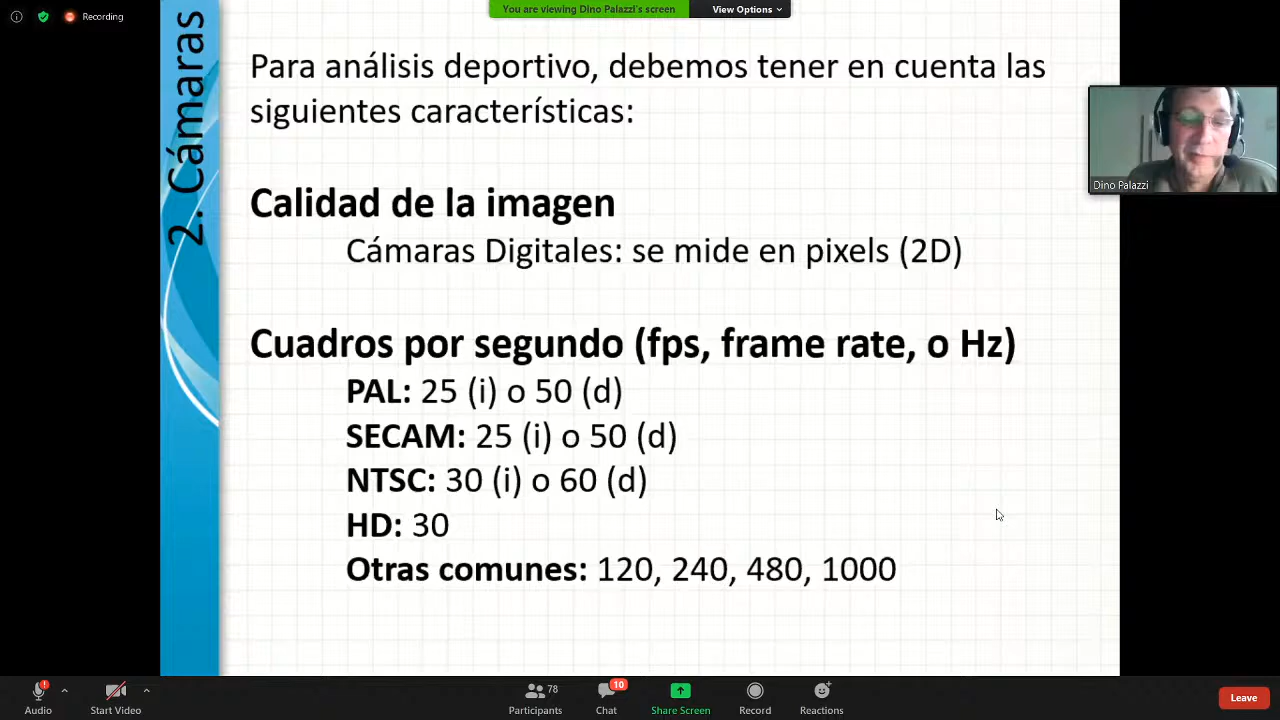 Recording
You are viewing Dino Palazzi's screen
View Options
2. Cámaras
Para análisis deportivo, debemos tener en cuenta las
siguientes características:
Calidad de la imagen
Cámaras Digitales: se mide en pixels (2D)
Cuadros por segundo (fps, frame rate, o Hz)
PAL: 25 (i) o 50 (d)
SECAM: 25 (i) o 50 (d)
NTSC: 30 (i) o 60 (d)
HD: 30
Otras comunes: 120, 240, 480, 1000
Dino Palazzi
Audio
Start Video
78
Participants
10
Chat
Share Screen
Record
Reactions
Leave